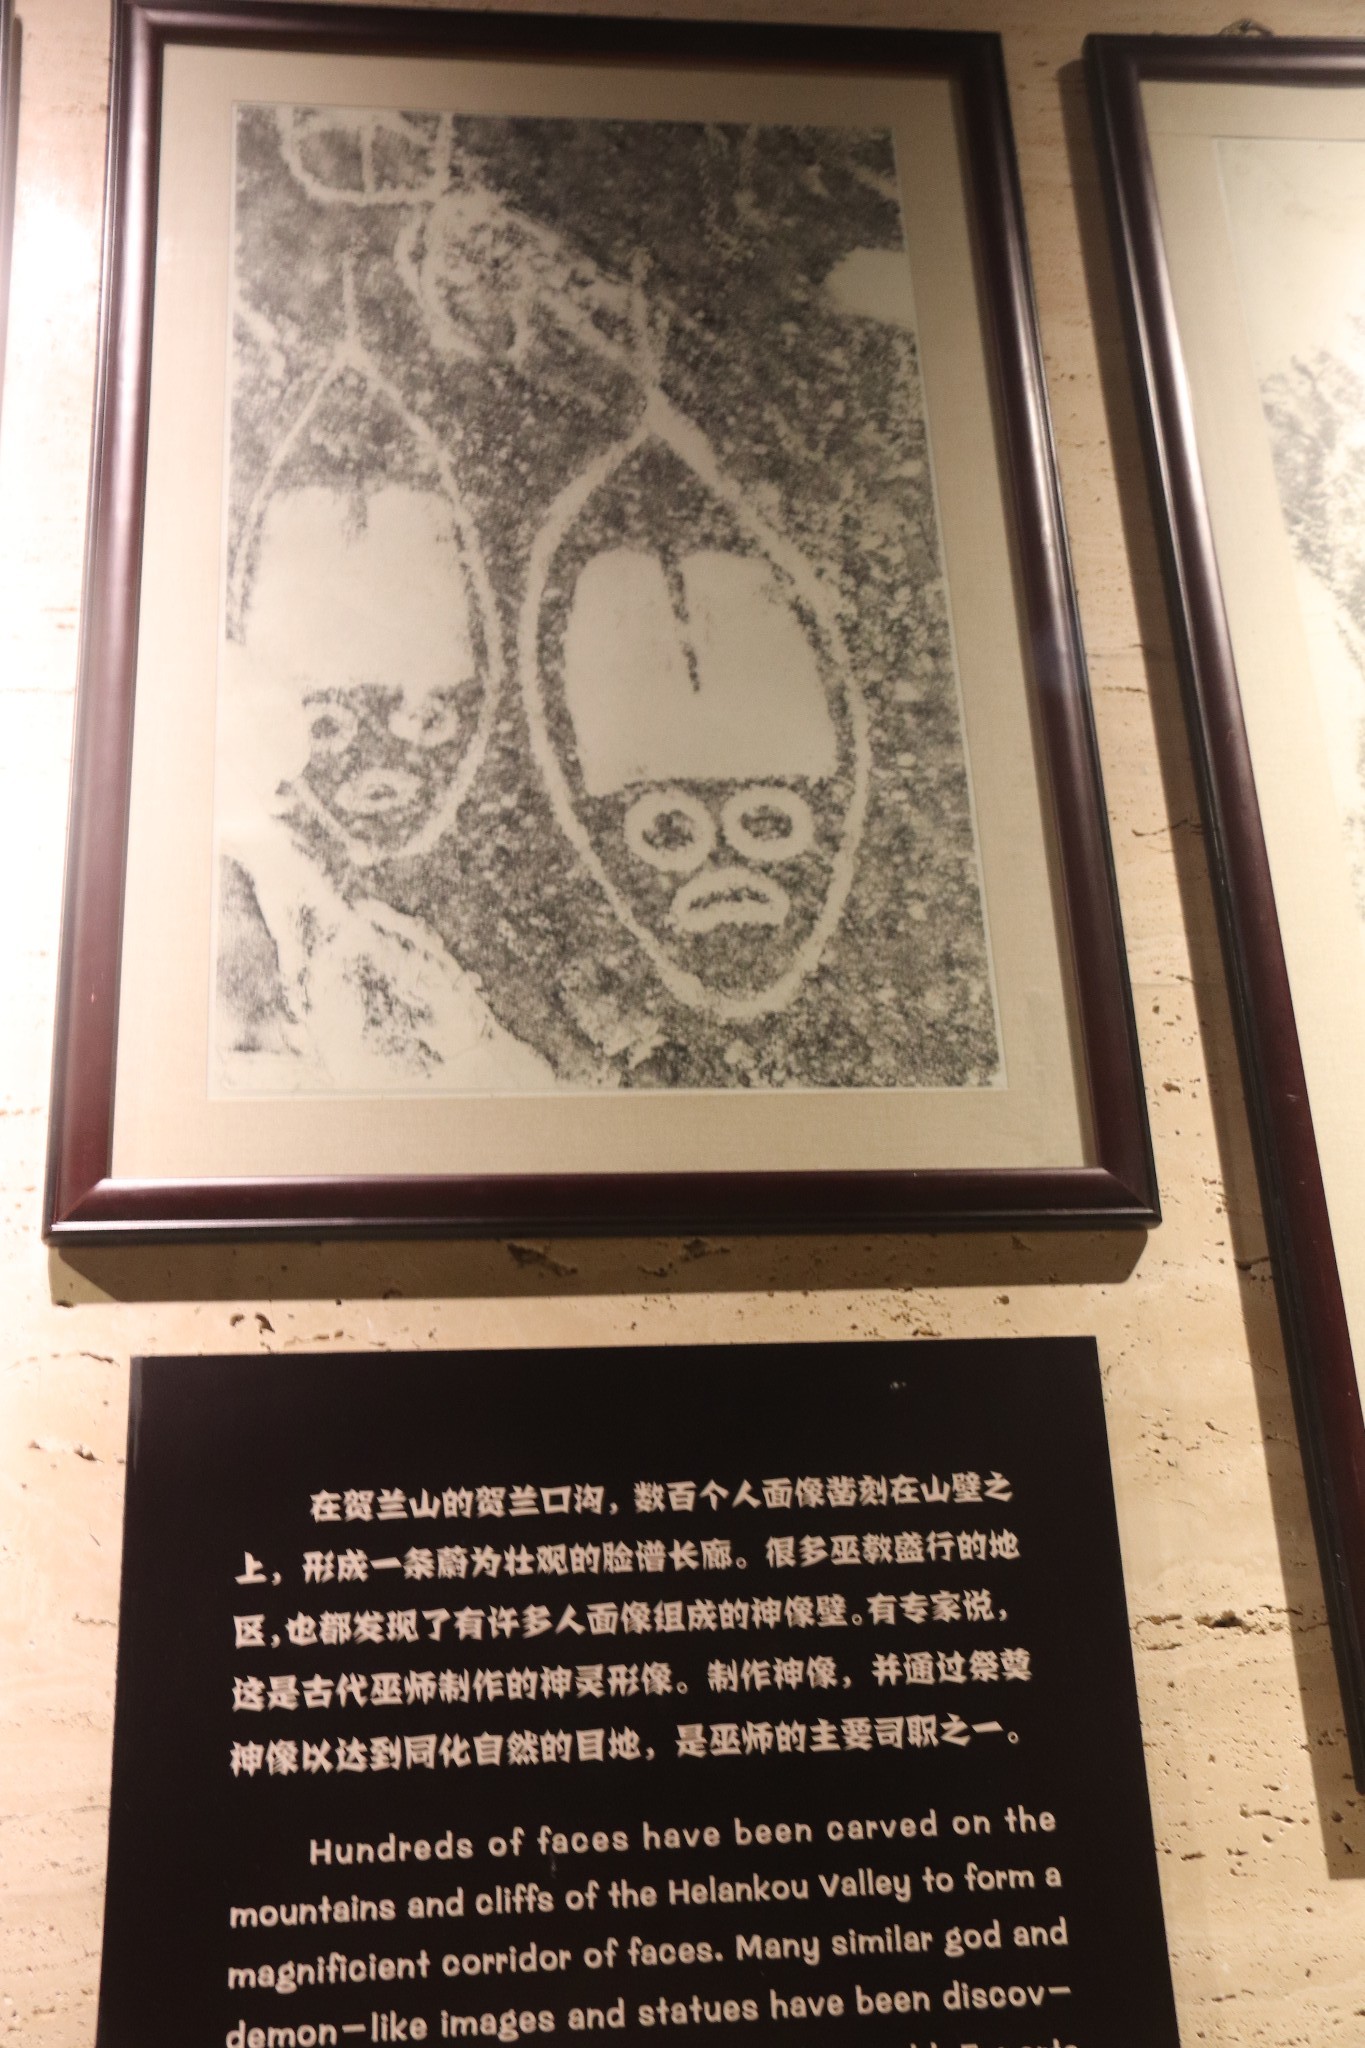 在贺兰山的贺兰口沟，数百个人面像凿刻在山壁之
上，形成一条蔚为壮观的脸谱长廊。很多巫教盛行的地
区，也都发现了有许多人面像组成的神像壁。有专家说，
这是古代巫师制作的神灵形像。制作神像，并通过祭奠
神像以达到同化自然的目地，是巫师的主要司职之一。
Hundreds of faces have been carved on the
mountains and cliffs of the Helankou Valley to form a
magnificient corridor of faces. Many similar god and
demon-like images and statues have been discov-